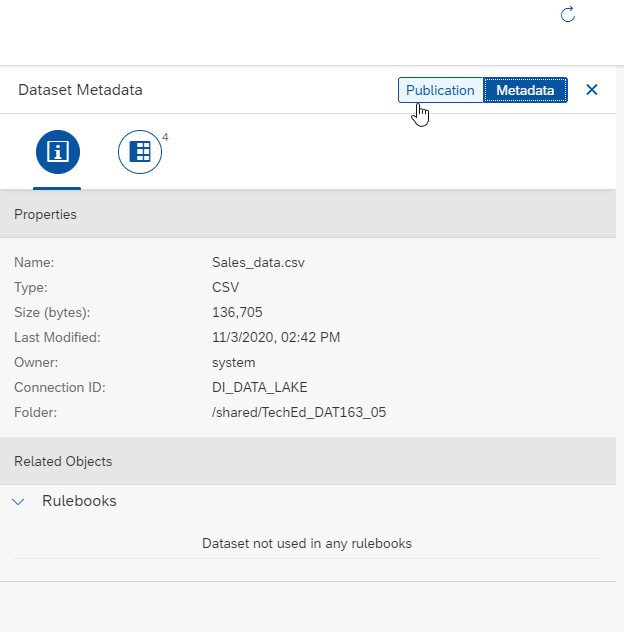 Dataset Metadata Publication Metadata
4
Properties
Name: Sales_data.csv
Type: CSV
Size (bytes): 136,705
Last Modified: 11/3/2020, 02:42 PM
Owner: system
Connection ID: DI_DATA_LAKE
Folder: /shared/TechEd_DAT163_05
Related Objects
Rulebooks
Dataset not used in any rulebooks